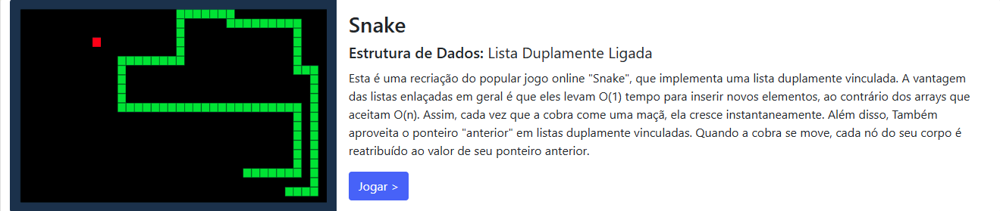 Snake
Estrutura de Dados: Lista Duplamente Ligada
Esta é uma recriação do popular jogo online "Snake", que implementa uma lista duplamente vinculada. A vantagem
das listas enlaçadas em geral é que eles levam O(1) tempo para inserir novos elementos, ao contrário dos arrays que
aceitam O(n). Assim, cada vez que a cobra come uma maçã, ela cresce instantaneamente. Além disso, Também
aproveita o ponteiro "anterior" em listas duplamente vinculadas. Quando a cobra se move, cada nó do seu corpo é
reatribuído ao valor de seu ponteiro anterior.
Jogar >